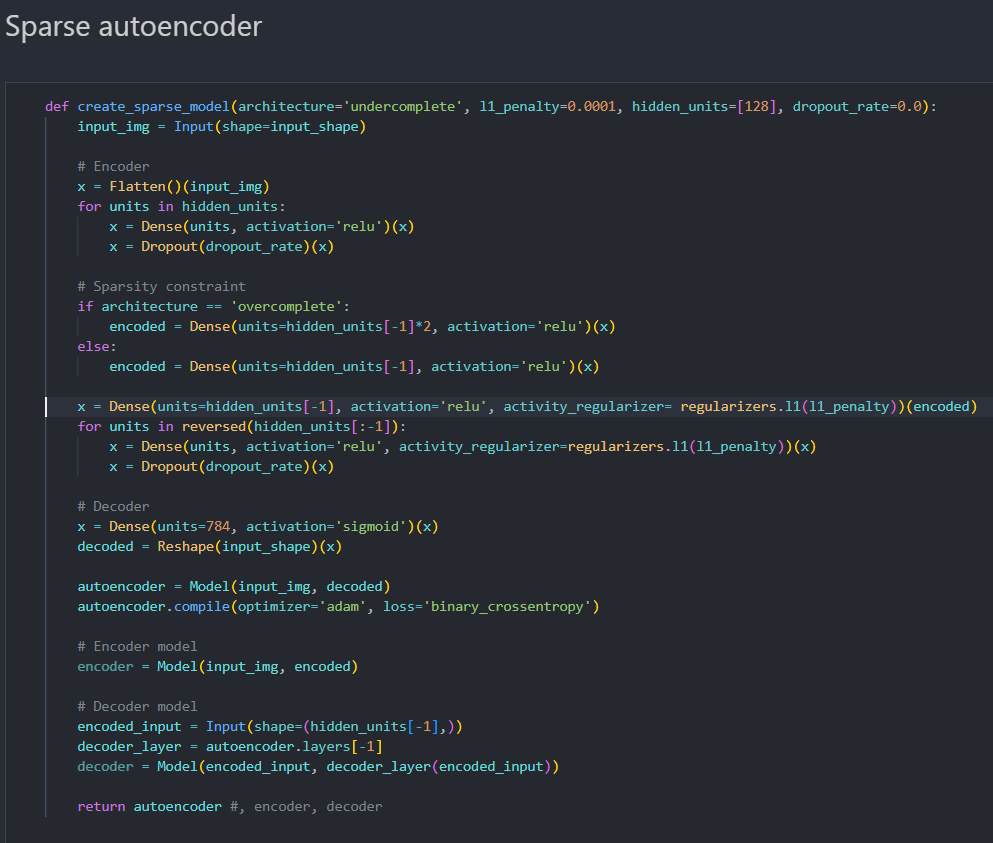 Sparse autoencoder
def create_sparse_model(architecture='undercomplete', l1_penalty=0.0001, hidden_units=[128], dropout_rate=0.0):
    input_img = Input(shape=input_shape)
    # Encoder
    x = Flatten()(input_img)
    for units in hidden_units:
        x = Dense(units, activation='relu')(x)
        x = Dropout(dropout_rate)(x)
    # Sparsity constraint
    if architecture == 'overcomplete':
        encoded = Dense(units=hidden_units[-1]*2, activation='relu')(x)
    else:
        encoded = Dense(units=hidden_units[-1], activation='relu')(x)
    x = Dense(units=hidden_units[-1], activation='relu', activity_regularizer= regularizers.l1(l1_penalty))(encoded)
    for units in reversed(hidden_units[:-1]):
        x = Dense(units, activation='relu', activity_regularizer=regularizers.l1(l1_penalty))(x)
        x = Dropout(dropout_rate)(x)
    # Decoder
    x = Dense(units=784, activation='sigmoid')(x)
    decoded = Reshape(input_shape)(x)
    autoencoder = Model(input_img, decoded)
    autoencoder.compile(optimizer='adam', loss='binary_crossentropy')
    # Encoder model
    encoder = Model(input_img, encoded)
    # Decoder model
    encoded_input = Input(shape=(hidden_units[-1],))
    decoder_layer = autoencoder.layers[-1]
    decoder = Model(encoded_input, decoder_layer(encoded_input))
    return autoencoder #, encoder, decoder